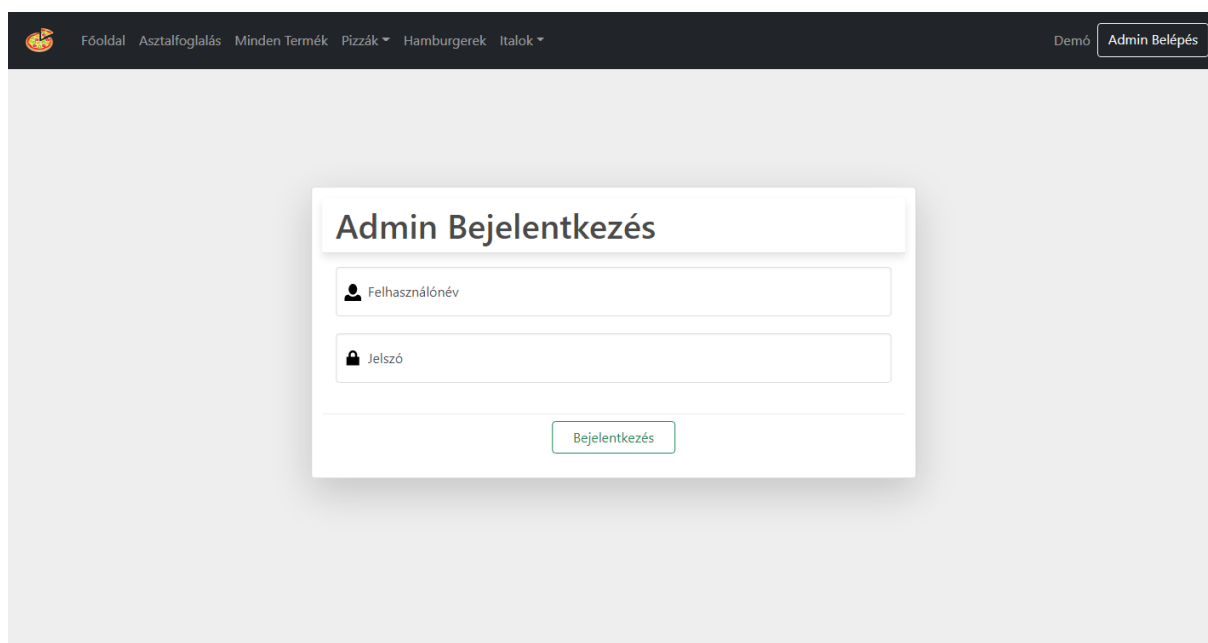 Főoldal Asztalfoglalás Minden Termék Pizzák Hamburgerek Italok Demó Admin Belépés
Admin Bejelentkezés
Felhasználónév
Jelszó
Bejelentkezés